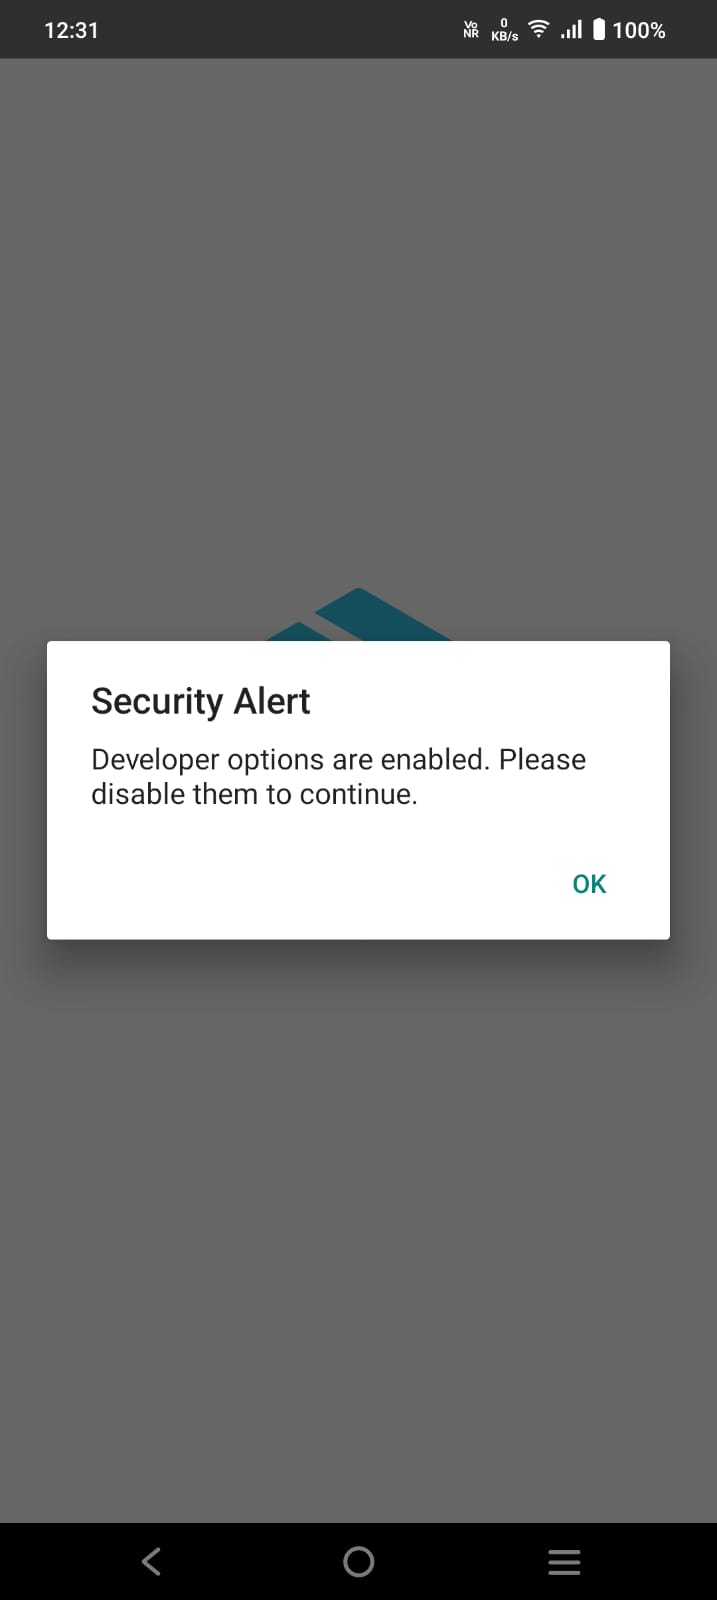 12:31
Vo
NR
0
KB/s
100%
Security Alert
Developer options are enabled. Please
disable them to continue.
OK